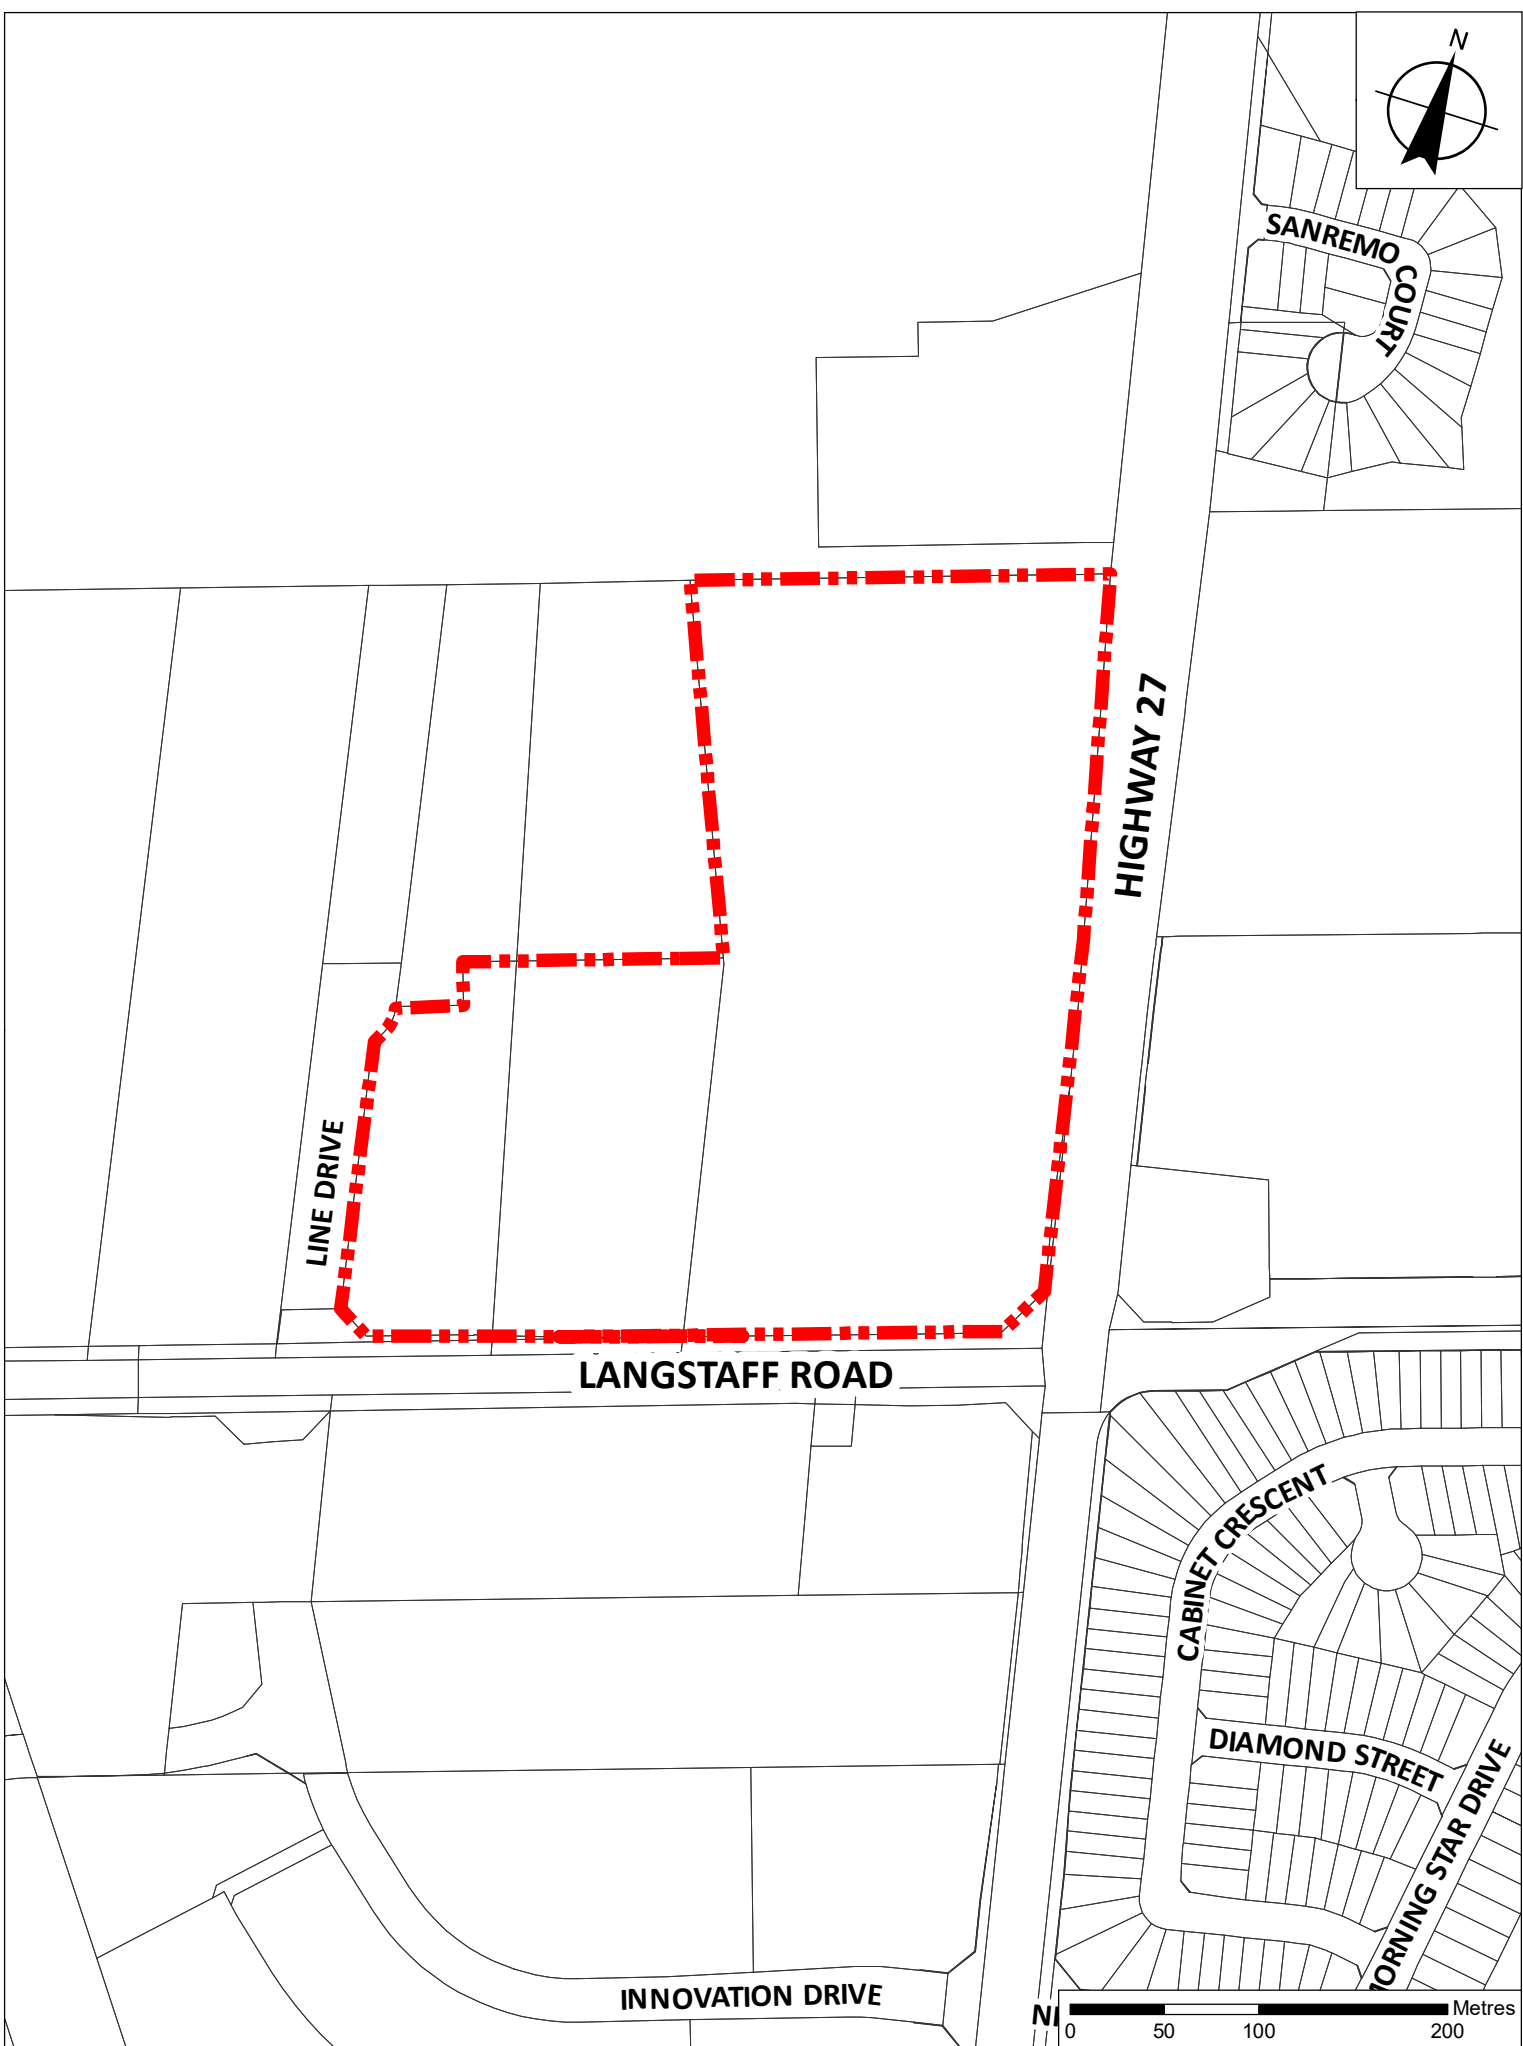 N
SANREMO COURT
HIGHWAY 27
LINE DRIVE
LANGSTAFF ROAD
CABINET CRESCENT
DIAMOND STREET
MORNING STAR DRIVE
INNOVATION DRIVE
Metres
0 50 100 200